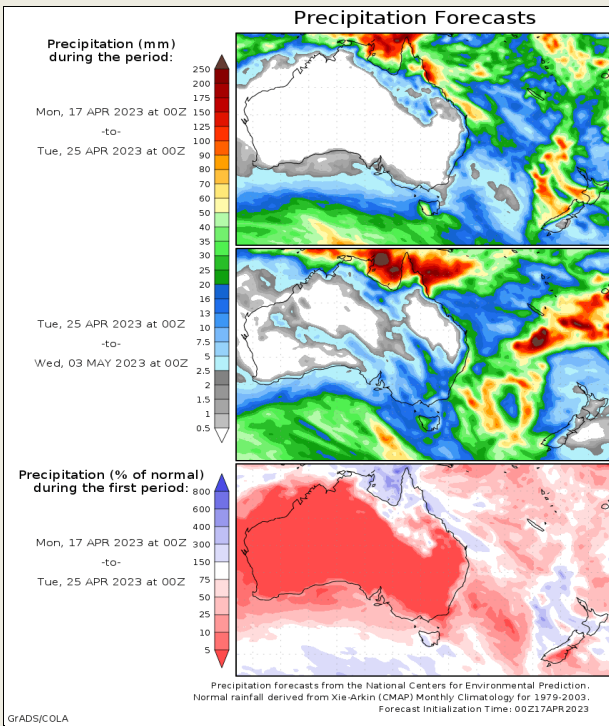 Precipitation Forecasts
Precipitation (mm)
during the period:
Mon, 17 APR 2023 at 00Z
-to-
Tue, 25 APR 2023 at 00Z
250
200
175
150
125
100
90
80
70
60
50
40
35
30
25
20
16
13
10
7.5
5
2.5
2
1.5
1
0.5
Tue, 25 APR 2023 at 00Z
-to-
Wed, 03 MAY 2023 at 00Z
Precipitation (% of normal)
during the first period:
Mon, 17 APR 2023 at 00Z
-to-
Tue, 25 APR 2023 at 00Z
800
600
400
300
150
75
50
25
10
5
Precipitation forecasts from the National Centers for Environmental Prediction.
Normal rainfall derived from Xie-Arkin (CMAP) Monthly Climatology for 1979-2003.
Forecast Initialization Time: 00Z17APR2023
GrADS/COLA